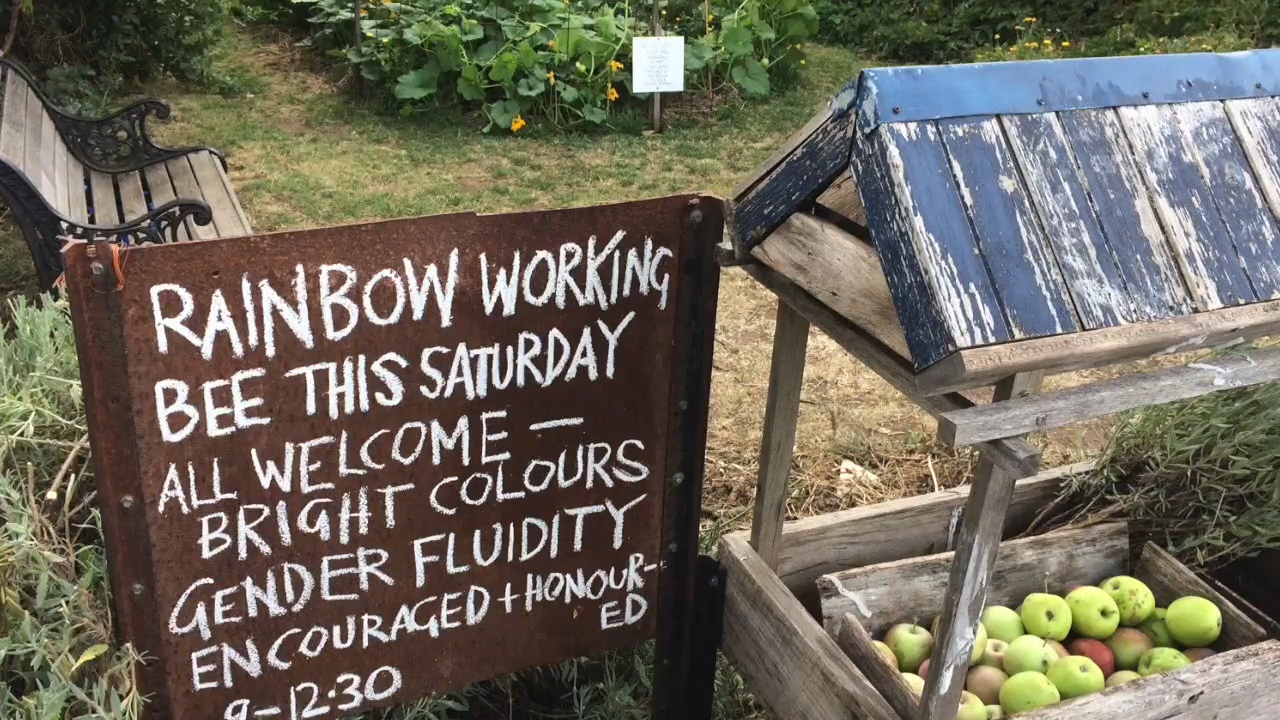 RAINBOW WORKING
BEE THIS SATURDAY
ALL WELCOME —
BRIGHT COLOURS
GENDER FLUIDITY
ENCOURAGED + HONOUR-
ED
9-12·30